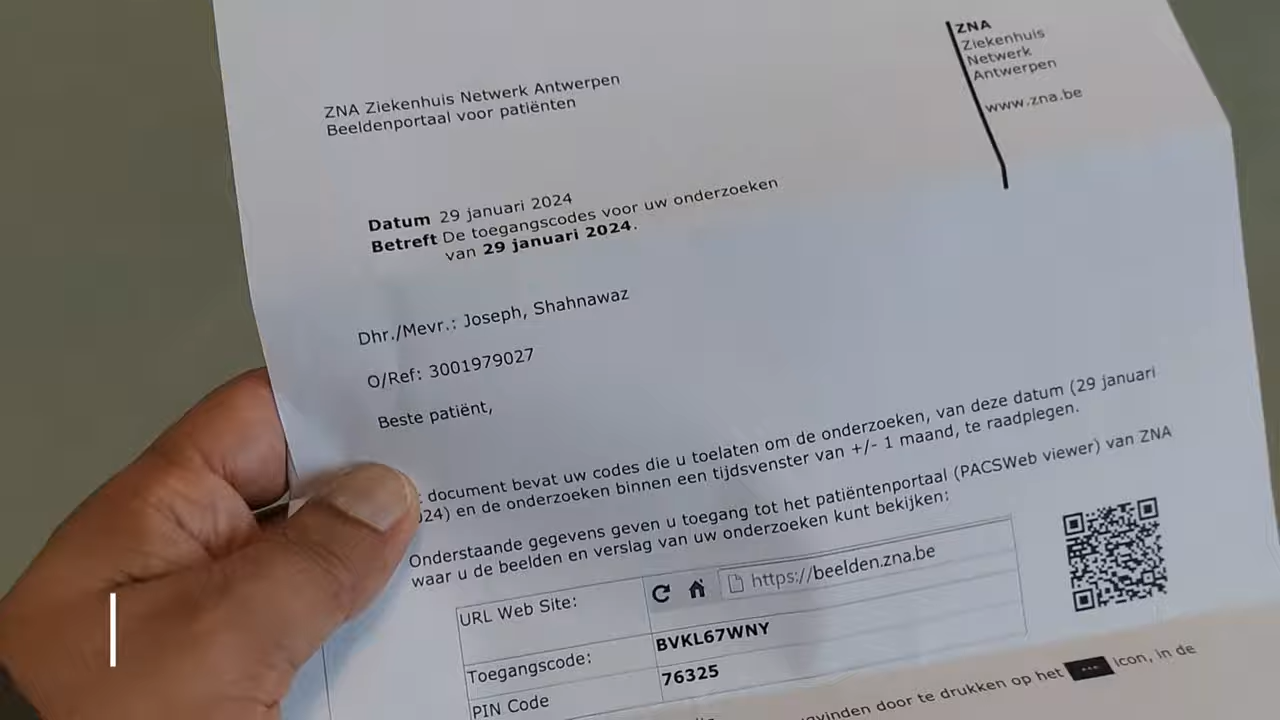 ZNA
Ziekenhuis
Netwerk
Antwerpen
www.zna.be
ZNA Ziekenhuis Netwerk Antwerpen
Beeldenportaal voor patiënten
Datum 29 januari 2024
Betreft De toegangscodes voor uw onderzoeken
van 29 januari 2024.
Dhr./Mevr.: Joseph, Shahnawaz
O/Ref: 3001979027
Beste patiënt,
document bevat uw codes die u toelaten om de onderzoeken, van deze datum (29 januari
24) en de onderzoeken binnen een tijdsvenster van +/- 1 maand, te raadplegen.
Onderstaande gegevens geven u toegang tot het patiëntenportaal (PACSWeb viewer) van ZNA
waar u de beelden en verslag van uw onderzoeken kunt bekijken:
URL Web Site: https://beelden.zna.be
Toegangscode: BVKL67WNY
PIN Code 76325
door te drukken op het ... icon, in de